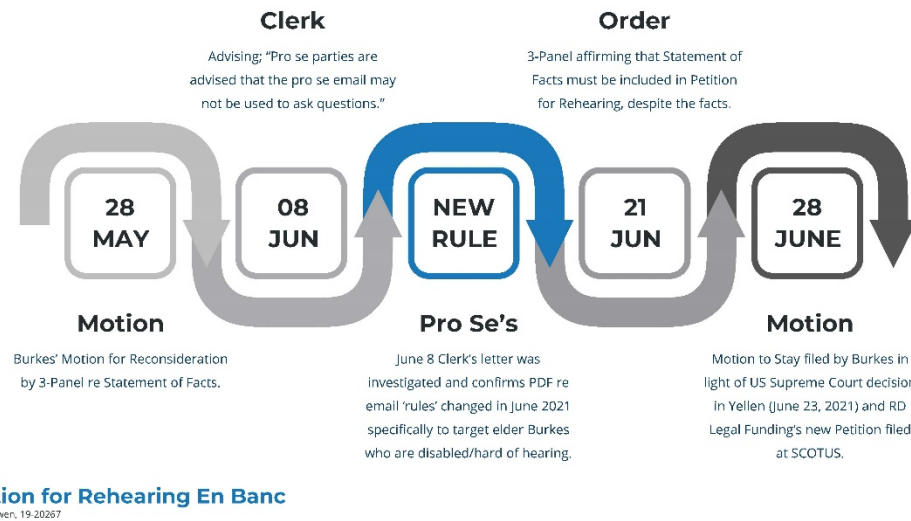 Clerk
Advising; “Pro se parties are
advised that the pro se email may
not be used to ask questions.”
Order
3-Panel affirming that Statement of
Facts must be included in Petition
for Rehearing, despite the facts.
28
MAY
08
JUN
NEW
RULE
21
JUN
28
JUNE
Motion
Burkes’ Motion for Reconsideration
by 3-Panel re Statement of Facts.
Pro Se’s
June 8 Clerk’s letter was
investigated and confirms PDF re
email ‘rules’ changed in June 2021
specifically to target elder Burkes
who are disabled/hard of hearing.
Motion
Motion to Stay filed by Burkes in
light of US Supreme Court decision
in Yellen (June 23, 2021) and RD
Legal Funding’s new Petition filed
at SCOTUS.
for Rehearing En Banc
19-20267